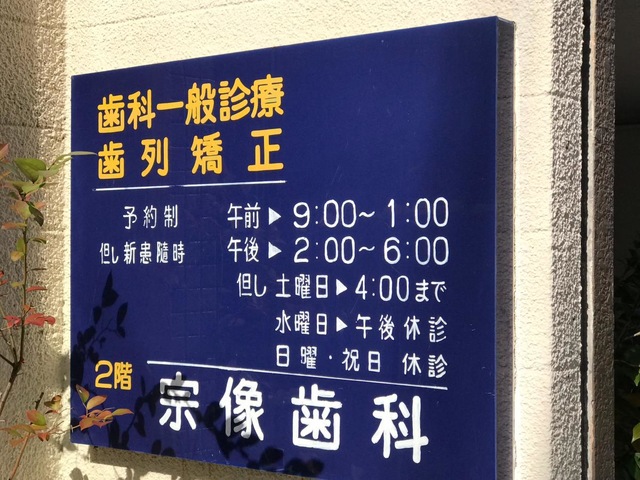 歯科一般診療
歯列矯正
予約制 午前▶9:00〜1:00
但し新患隨時 午後▶2:00〜6:00
但し土曜日▶4:00まで
水曜日▶午後休診
日曜・祝日 休診
2階 宗像歯科